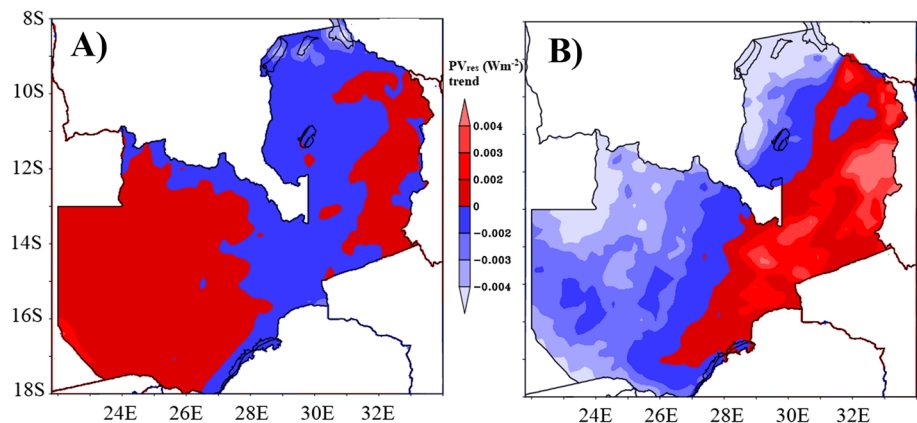 A)
B)
8S
10S
12S
14S
16S
18S
24E 26E 28E 30E 32E
24E 26E 28E 30E 32E
PVres (Wm-2)
trend
0.004
0.003
0.002
0
−0.002
−0.003
−0.004